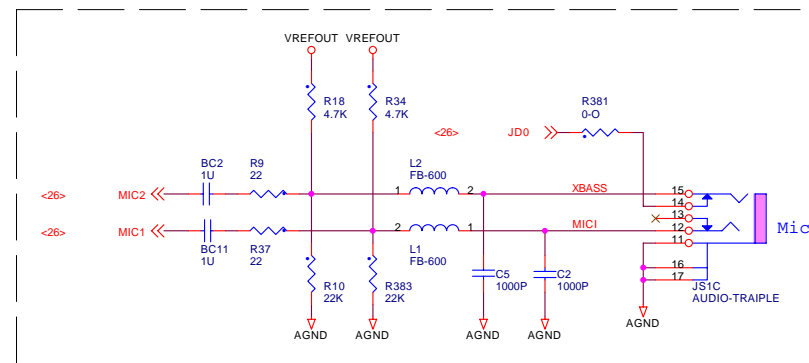 VREFOUT VREFOUT
R18
4.7K
R34
4.7K
R381
0-O
<26> JD0
BC2
1U
R9
22
L2
FB-600
<26> MIC2 1 2 XBASS 15
14
13
<26> MIC1 2 1 MICI 12
11
Mic
BC11
1U
R37
22
L1
FB-600
R10
22K
R383
22K
C5
1000P
C2
1000P
16
17
JS1C
AUDIO-TRAIPLE
AGND AGND AGND AGND AGND